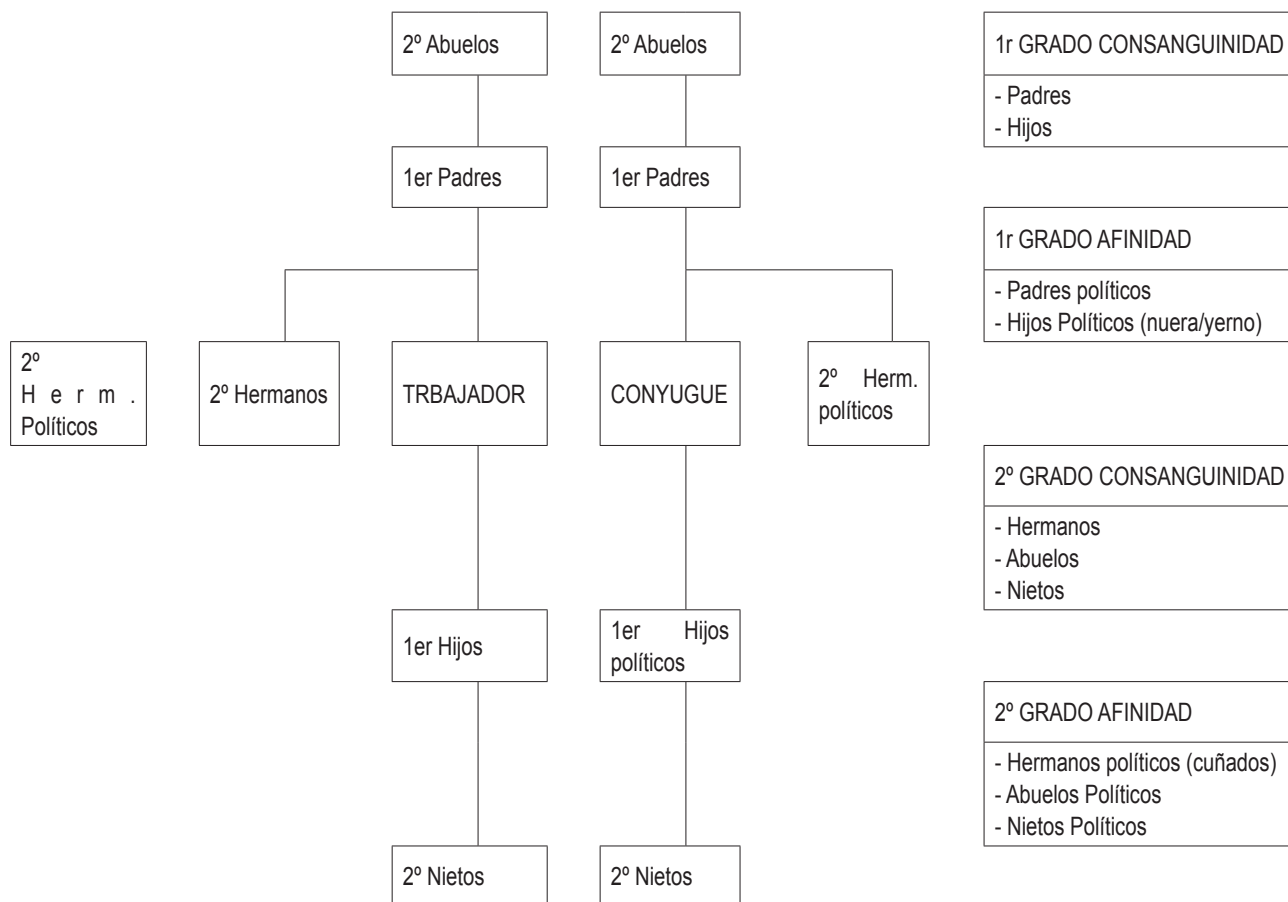 2º Abuelos
2º Abuelos
1er Padres
1er Padres
2º
Herm.
Políticos
2º Hermanos
TRBAJADOR
CONYUGUE
2º Herm.
políticos
1er Hijos
1er Hijos
políticos
2º Nietos
2º Nietos
1r GRADO CONSANGUINIDAD
- Padres
- Hijos
1r GRADO AFINIDAD
- Padres políticos
- Hijos Políticos (nuera/yerno)
2º GRADO CONSANGUINIDAD
- Hermanos
- Abuelos
- Nietos
2º GRADO AFINIDAD
- Hermanos políticos (cuñados)
- Abuelos Políticos
- Nietos Políticos